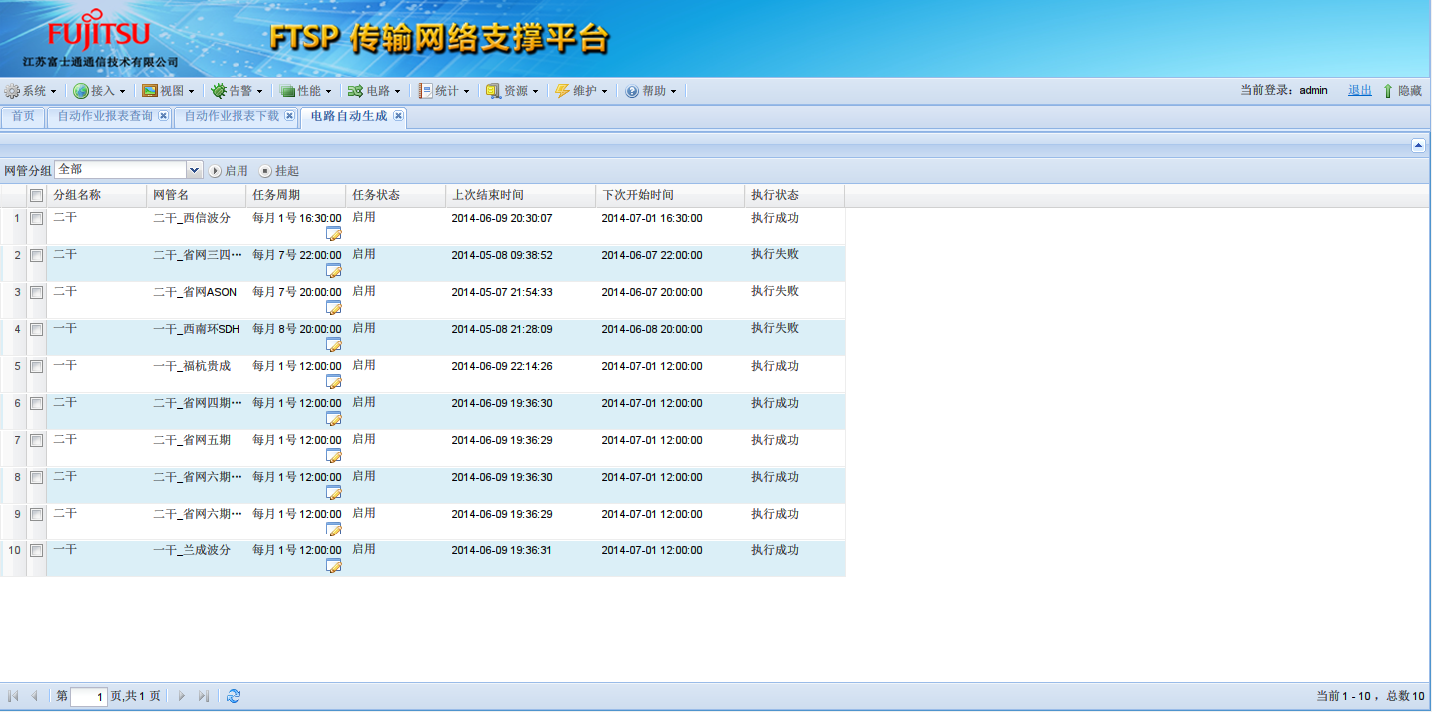 FUJITSU
江苏富士通通信技术有限公司
FTSP 传输网络支撑平台
系统 接入 视图 告警 性能 电路 统计 资源 维护 帮助 当前登录：admin 退出 隐藏
首页 自动作业报表查询 自动作业报表下载 电路自动生成
网管分组 全部 启用 挂起
分组名称 网管名 任务周期 任务状态 上次结束时间 下次开始时间 执行状态
1 二干 二干_西信波分 每月1号16:30:00 启用 2014-06-09 20:30:07 2014-07-01 16:30:00 执行成功
2 二干 二干_省网三四… 每月7号22:00:00 启用 2014-05-08 09:38:52 2014-06-07 22:00:00 执行失败
3 二干 二干_省网ASON 每月7号20:00:00 启用 2014-05-07 21:54:33 2014-06-07 20:00:00 执行失败
4 一干 一干_西南环SDH 每月8号20:00:00 启用 2014-05-08 21:28:09 2014-06-08 20:00:00 执行失败
5 一干 一干_福杭贵成 每月1号12:00:00 启用 2014-06-09 22:14:26 2014-07-01 12:00:00 执行成功
6 二干 二干_省网四期… 每月1号12:00:00 启用 2014-06-09 19:36:30 2014-07-01 12:00:00 执行成功
7 二干 二干_省网五期 每月1号12:00:00 启用 2014-06-09 19:36:29 2014-07-01 12:00:00 执行成功
8 二干 二干_省网六期… 每月1号12:00:00 启用 2014-06-09 19:36:30 2014-07-01 12:00:00 执行成功
9 二干 二干_省网六期… 每月1号12:00:00 启用 2014-06-09 19:36:29 2014-07-01 12:00:00 执行成功
10 一干 一干_兰成波分 每月1号12:00:00 启用 2014-06-09 19:36:31 2014-07-01 12:00:00 执行成功
第 1 页,共1 页 当前1 - 10 ，总数10